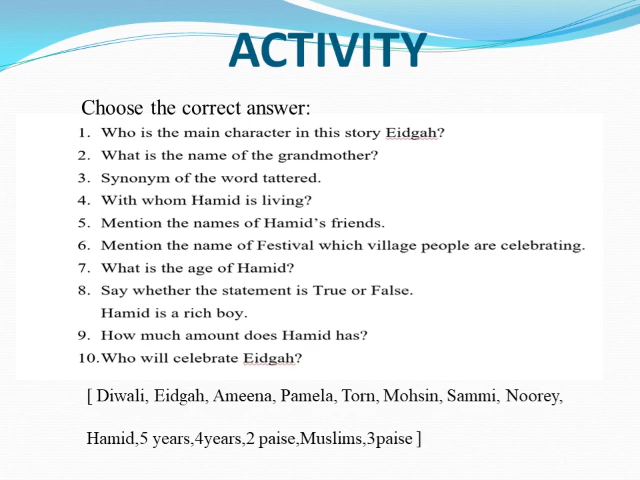 ACTIVITY
Choose the correct answer:
1. Who is the main character in this story Eidgah?
2. What is the name of the grandmother?
3. Synonym of the word tattered.
4. With whom Hamid is living?
5. Mention the names of Hamid's friends.
6. Mention the name of Festival which village people are celebrating.
7. What is the age of Hamid?
8. Say whether the statement is True or False.
Hamid is a rich boy.
9. How much amount does Hamid has?
10. Who will celebrate Eidgah?
[ Diwali, Eidgah, Ameena, Pamela, Torn, Mohsin, Sammi, Noorey,
Hamid,5 years,4years,2 paise,Muslims,3paise ]